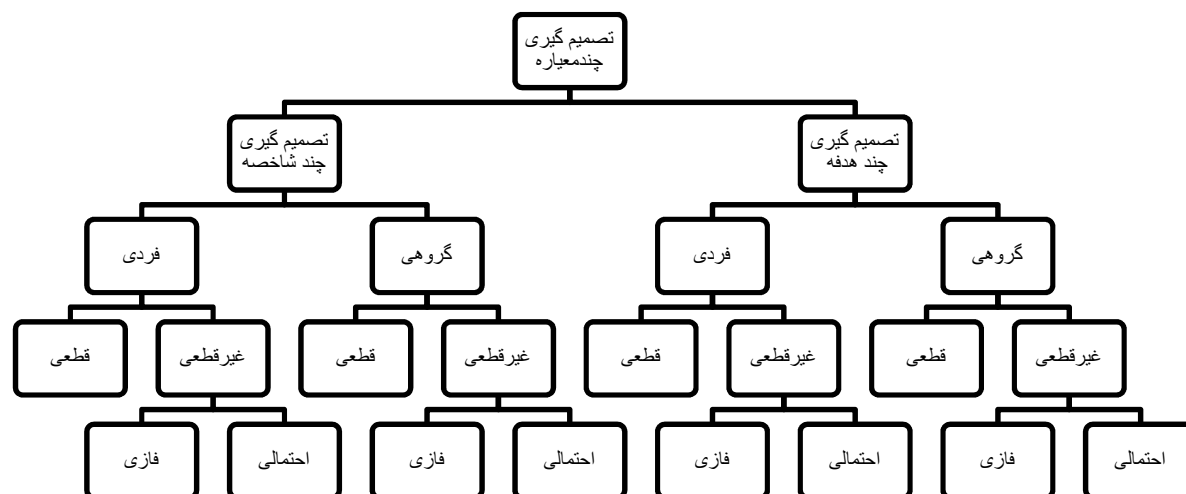 تصمیم گیری
چندمعیاره
تصمیم گیری
چند هدفه
تصمیم گیری
چند شاخصه
گروهی
فردی
گروهی
فردی
غیرقطعی
قطعی
غیرقطعی
قطعی
غیرقطعی
قطعی
غیرقطعی
قطعی
احتمالی
فازی
احتمالی
فازی
احتمالی
فازی
احتمالی
فازی